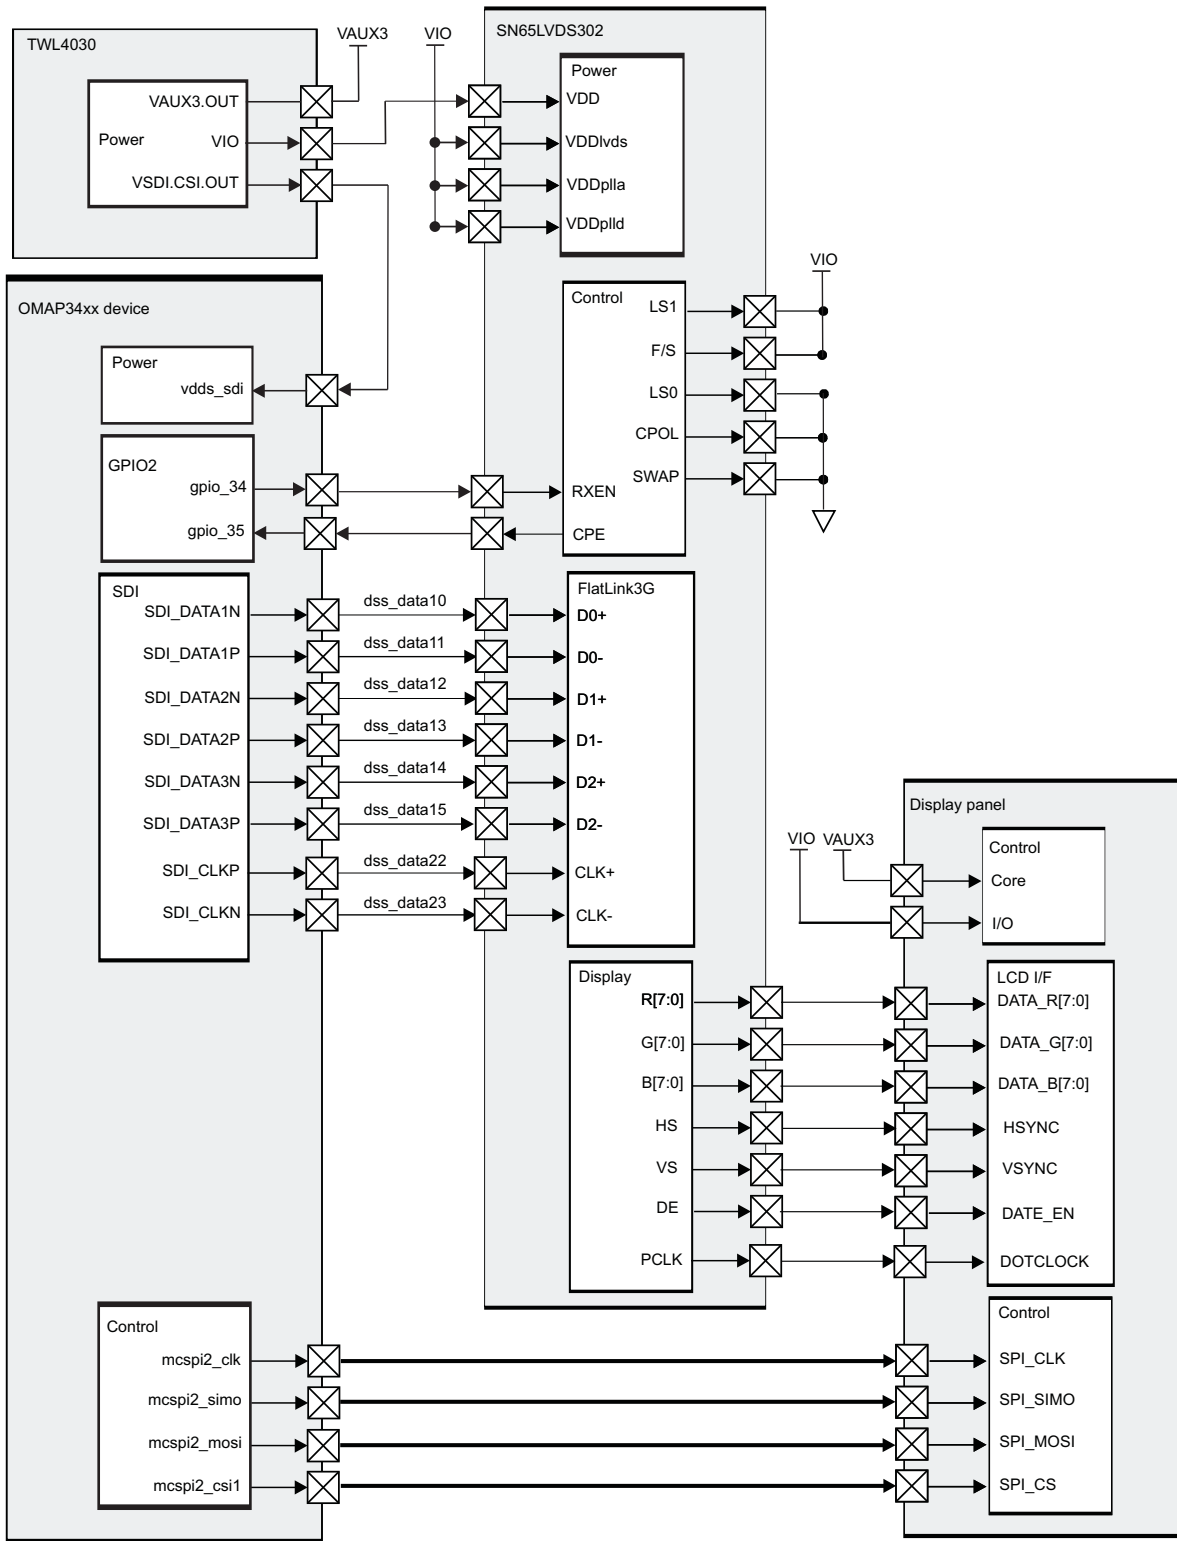 TWL4030
VAUX3
VIO
SN65LVDS302
VAUX3.OUT
Power
VIO
VSDI.CSI.OUT
Power
VDD
VDDlvds
VDDplla
VDDplld
VIO
OMAP34xx device
Power
vdds_sdi
GPIO2
gpio_34
gpio_35
Control
LS1
F/S
LS0
CPOL
SWAP
RXEN
CPE
SDI
SDI_DATA1N
SDI_DATA1P
SDI_DATA2N
SDI_DATA2P
SDI_DATA3N
SDI_DATA3P
SDI_CLKP
SDI_CLKN
dss_data10
dss_data11
dss_data12
dss_data13
dss_data14
dss_data15
dss_data22
dss_data23
FlatLink3G
D0+
D0-
D1+
D1-
D2+
D2-
CLK+
CLK-
Display
R[7:0]
G[7:0]
B[7:0]
HS
VS
DE
PCLK
Display panel
VIO
VAUX3
Control
Core
I/O
LCD I/F
DATA_R[7:0]
DATA_G[7:0]
DATA_B[7:0]
HSYNC
VSYNC
DATE_EN
DOTCLOCK
Control
mcspi2_clk
mcspi2_simo
mcspi2_mosi
mcspi2_csi1
Control
SPI_CLK
SPI_SIMO
SPI_MOSI
SPI_CS